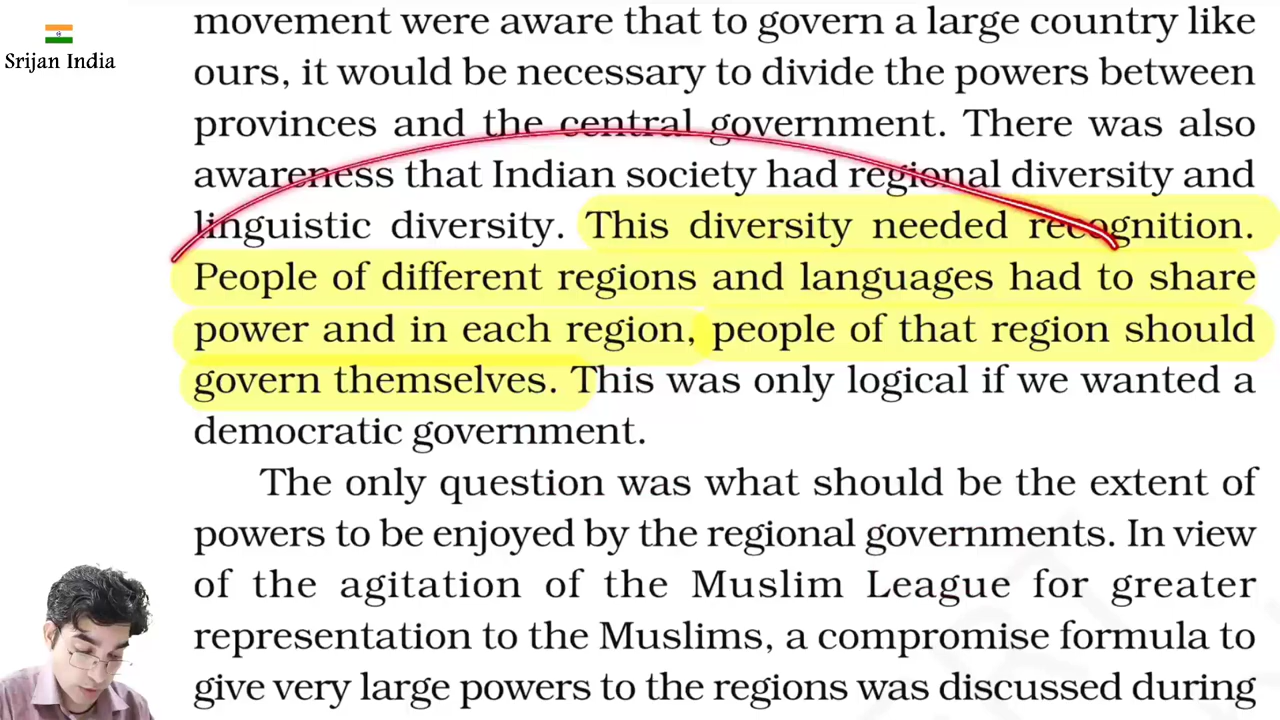 Srijan India
movement were aware that to govern a large country like
ours, it would be necessary to divide the powers between
provinces and the central government. There was also
awareness that Indian society had regional diversity and
linguistic diversity. This diversity needed recognition.
People of different regions and languages had to share
power and in each region, people of that region should
govern themselves. This was only logical if we wanted a
democratic government.
The only question was what should be the extent of
powers to be enjoyed by the regional governments. In view
of the agitation of the Muslim League for greater
representation to the Muslims, a compromise formula to
give very large powers to the regions was discussed during